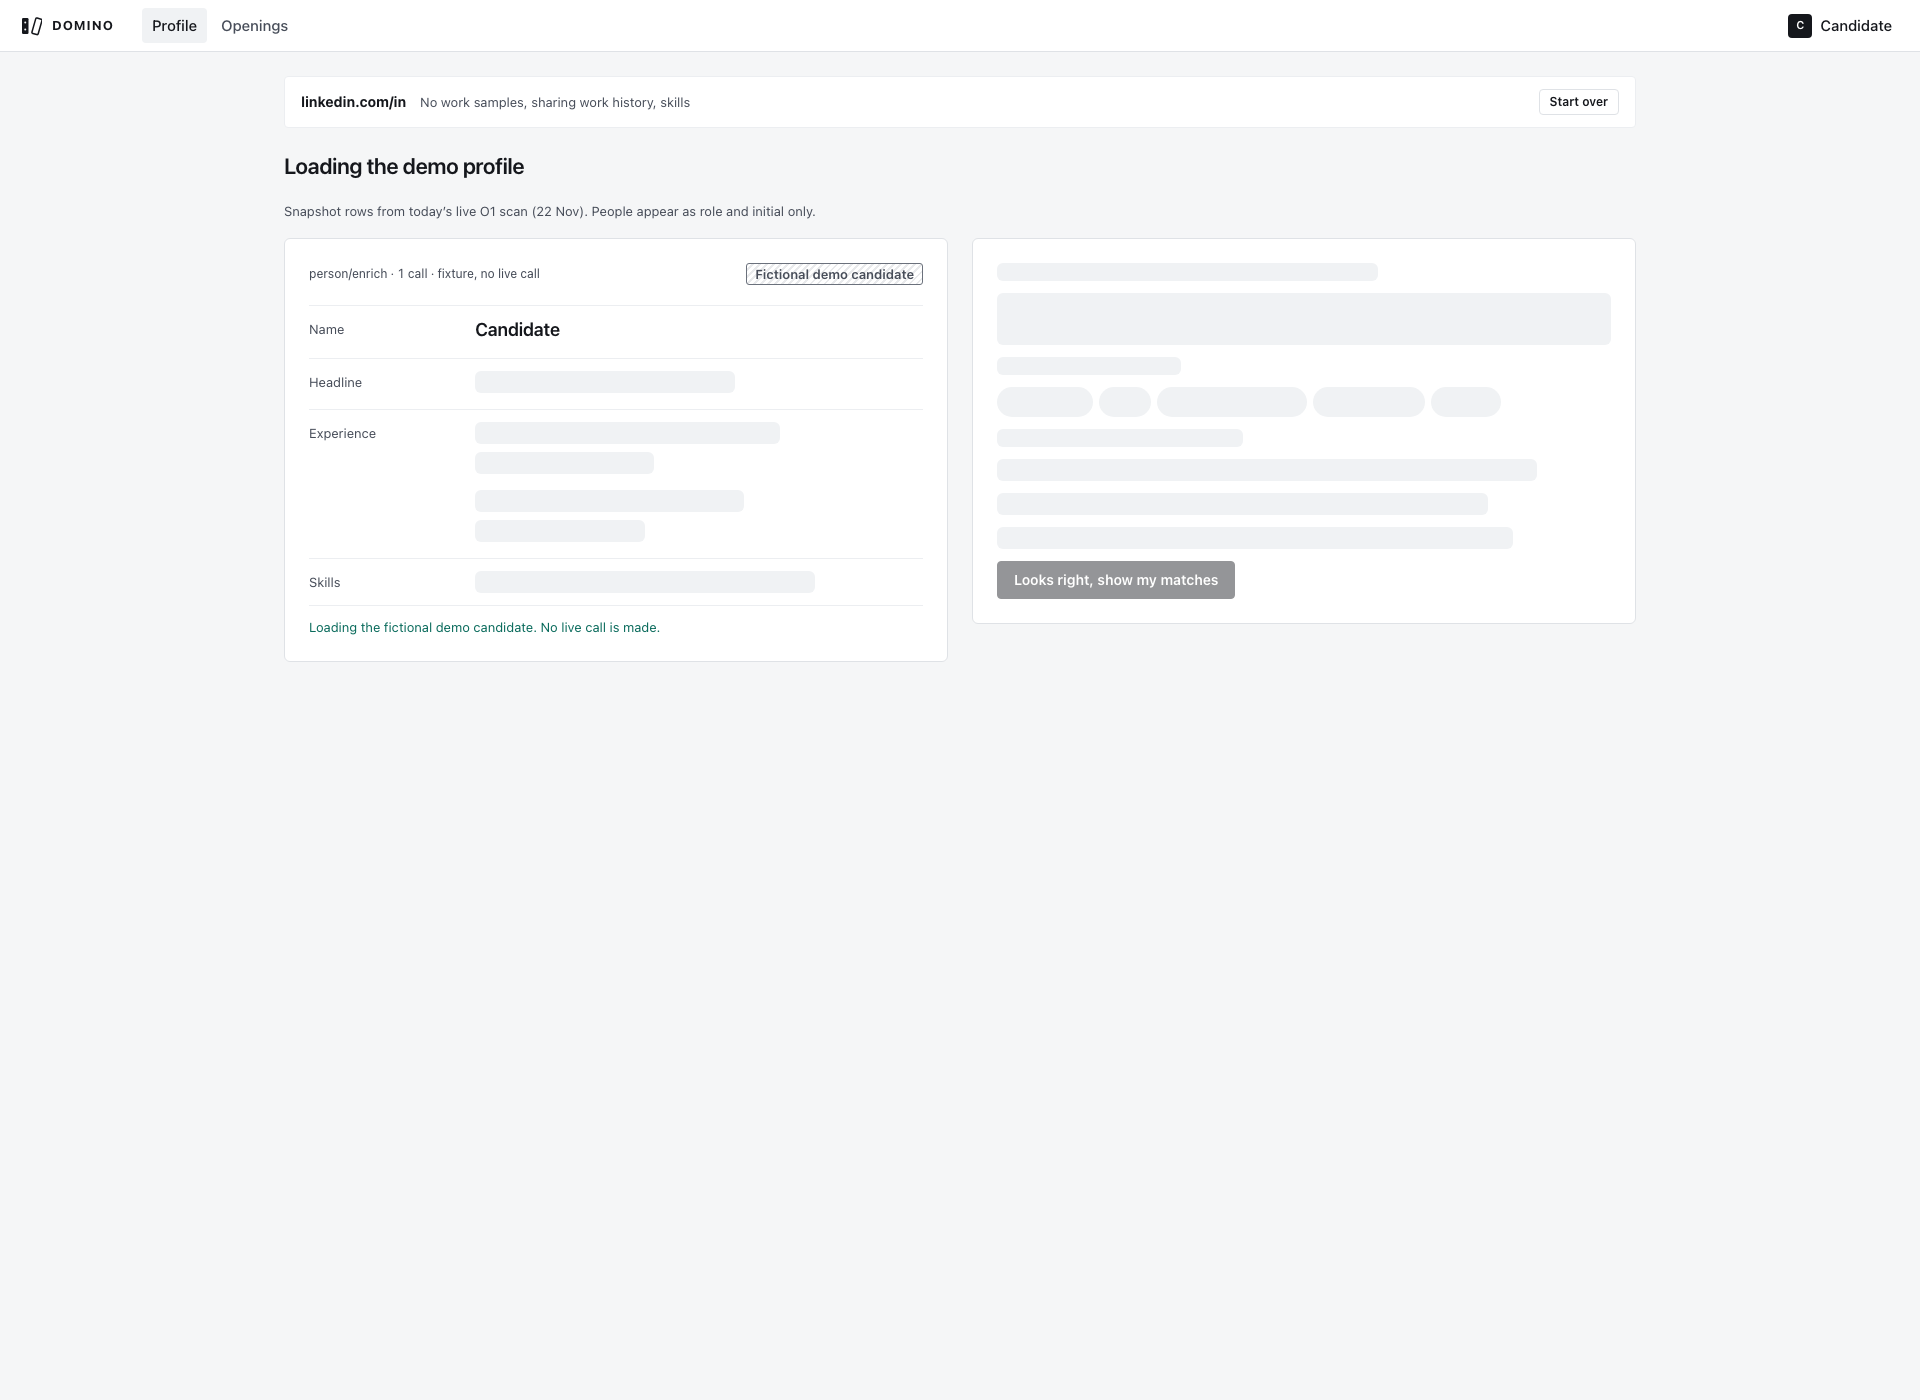 DOMINO
Profile
Openings
C
Candidate
linkedin.com/in
No work samples, sharing work history, skills
Start over
Loading the demo profile
Snapshot rows from today's live O1 scan (22 Nov). People appear as role and initial only.
person/enrich · 1 call · fixture, no live call
Fictional demo candidate
Name
Candidate
Headline
Experience
Skills
Loading the fictional demo candidate. No live call is made.
Looks right, show my matches